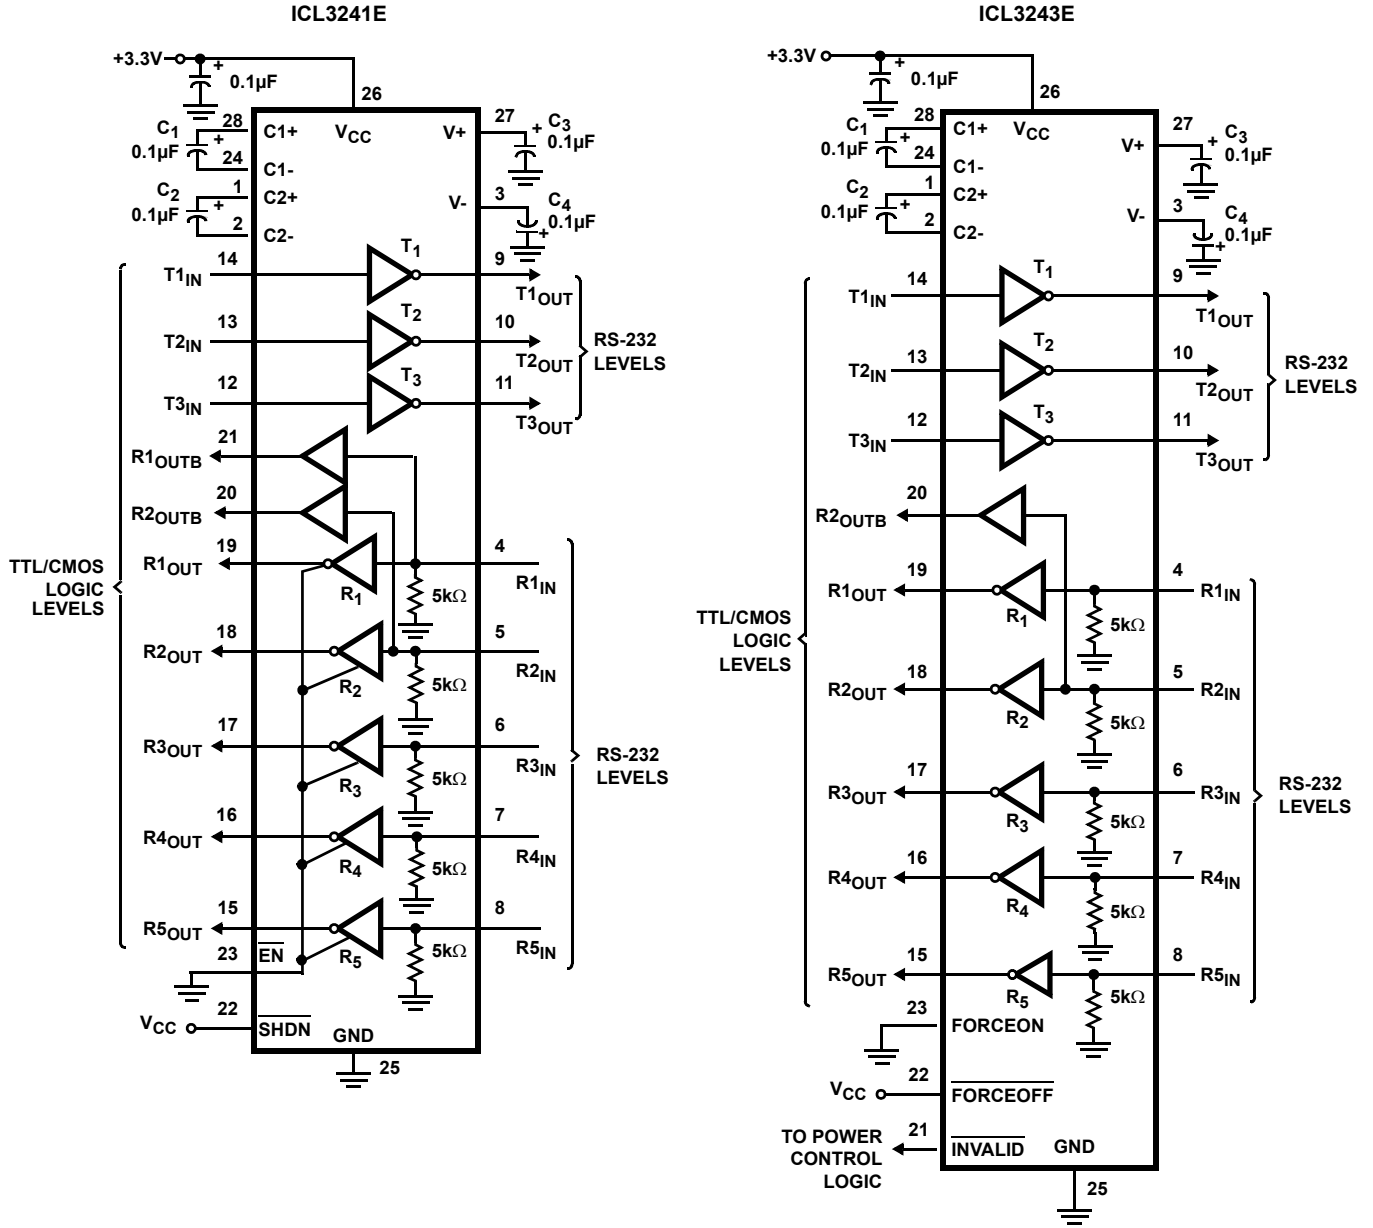 ICL3241E
+3.3V
+
0.1µF
26
28
C1+
VCC
C1
+
0.1µF
24
C1-
1
C2+
C2
+
0.1µF
2
C2-
V+
27
+
C3
0.1µF
V-
3
C4
0.1µF
+
T1IN
14
T1
9
T1OUT
T2IN
13
T2
10
T2OUT
T3IN
12
T3
11
T3OUT
RS-232
LEVELS
21
R1OUTB
20
R2OUTB
19
R1OUT
R1
4
R1IN
5kΩ
18
R2OUT
R2
5
R2IN
5kΩ
17
R3OUT
R3
6
R3IN
5kΩ
16
R4OUT
R4
7
R4IN
5kΩ
15
R5OUT
R5
8
R5IN
5kΩ
TTL/CMOS
LOGIC
LEVELS
RS-232
LEVELS
23
EN
22
VCC
SHDN
GND
25
ICL3243E
+3.3V
+
0.1µF
26
28
C1+
VCC
C1
+
0.1µF
24
C1-
1
C2+
C2
+
0.1µF
2
C2-
V+
27
+
C3
0.1µF
V-
3
C4
0.1µF
+
T1IN
14
T1
9
T1OUT
T2IN
13
T2
10
T2OUT
T3IN
12
T3
11
T3OUT
RS-232
LEVELS
20
R2OUTB
19
R1OUT
R1
4
R1IN
5kΩ
18
R2OUT
R2
5
R2IN
5kΩ
17
R3OUT
R3
6
R3IN
5kΩ
16
R4OUT
R4
7
R4IN
5kΩ
15
R5OUT
R5
8
R5IN
5kΩ
TTL/CMOS
LOGIC
LEVELS
RS-232
LEVELS
23
FORCEON
22
VCC
FORCEOFF
21
TO POWER
CONTROL
LOGIC
INVALID
GND
25